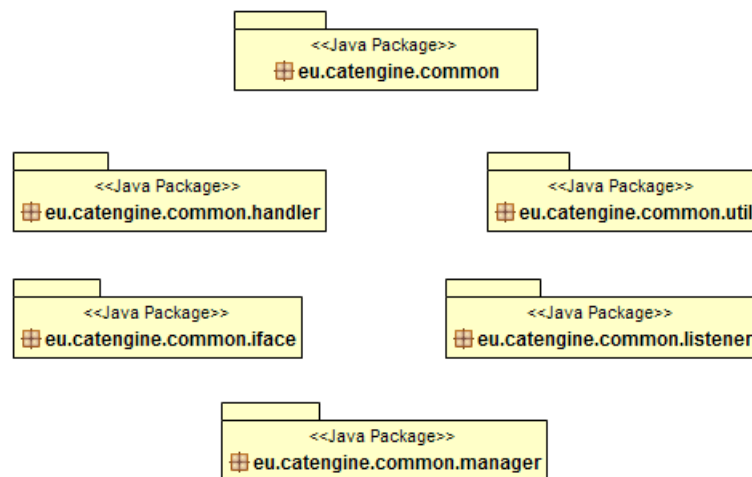 <<Java Package>>
eu.catengine.common
<<Java Package>>
eu.catengine.common.handler
<<Java Package>>
eu.catengine.common.util
<<Java Package>>
eu.catengine.common.iface
<<Java Package>>
eu.catengine.common.listener
<<Java Package>>
eu.catengine.common.manager